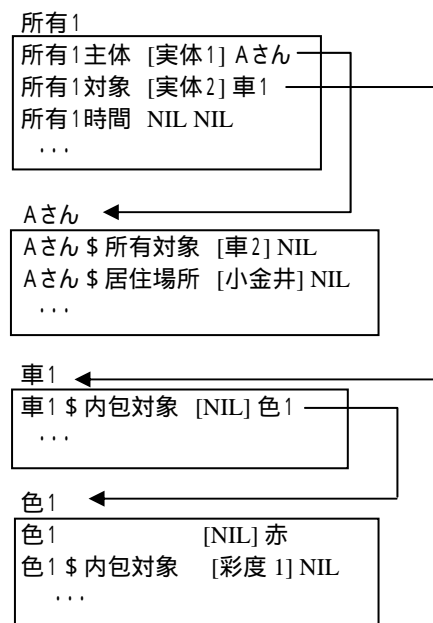 所有1
所有1主体 [実体1] Aさん
所有1対象 [実体2] 車1
所有1時間 NIL NIL
...
Aさん
Aさん$所有対象 [車2] NIL
Aさん$居住場所 [小金井] NIL
...
車1
車1$内包対象 [NIL] 色1
...
色1
色1 [NIL] 赤
色1$内包対象 [彩度 1] NIL
...